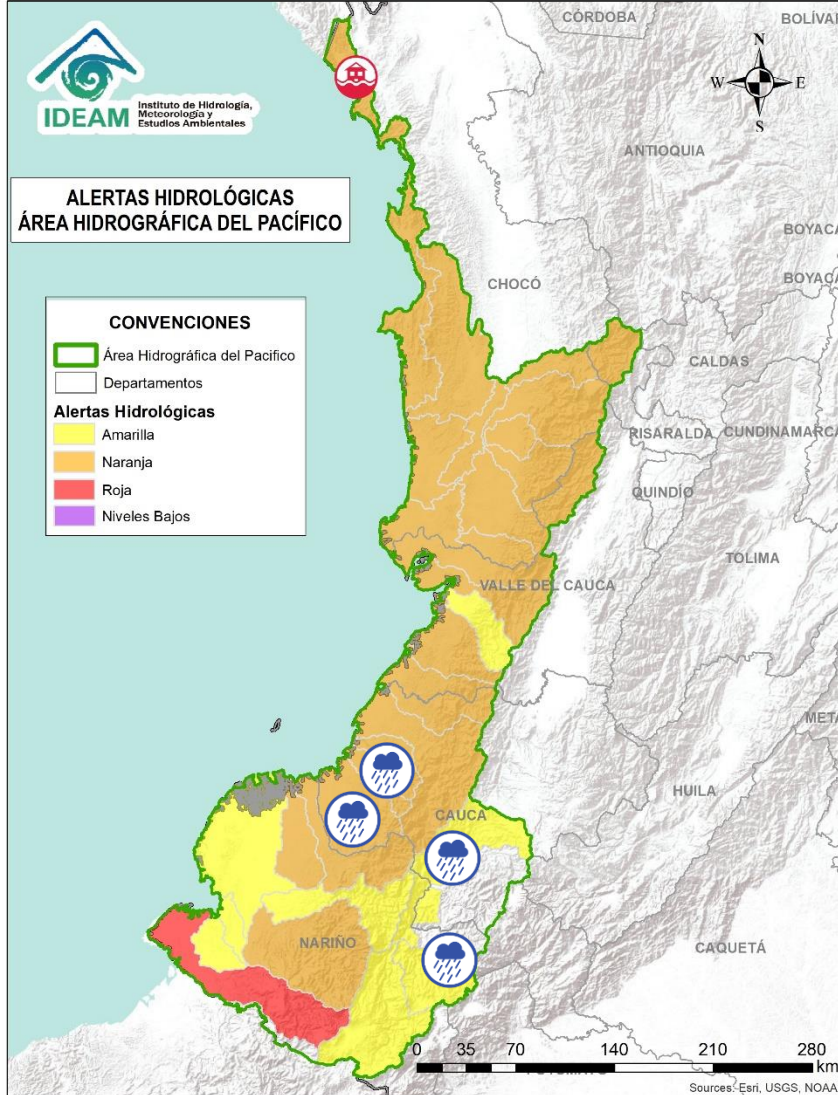 IDEAM
Instituto de Hidrología,
Meteorología y
Estudios Ambientales
ALERTAS HIDROLÓGICAS
ÁREA HIDROGRÁFICA DEL PACÍFICO
CONVENCIONES
Área Hidrográfica del Pacifico
Departamentos
Alertas Hidrológicas
Amarilla
Naranja
Roja
Niveles Bajos
N
W E
S
CÓRDOBA
BOLÍVA
ANTIOQUIA
BOYACÁ
BOYACÁ
CHOCÓ
CALDAS
RISARALDA
CUNDINAMARCA
QUINDÍO
TOLIMA
VALLE DEL CAUCA
META
HUILA
CAUCA
NARIÑO
CAQUETÁ
0 35 70 140 210 280
km
Sources: Esri, USGS, NOAA